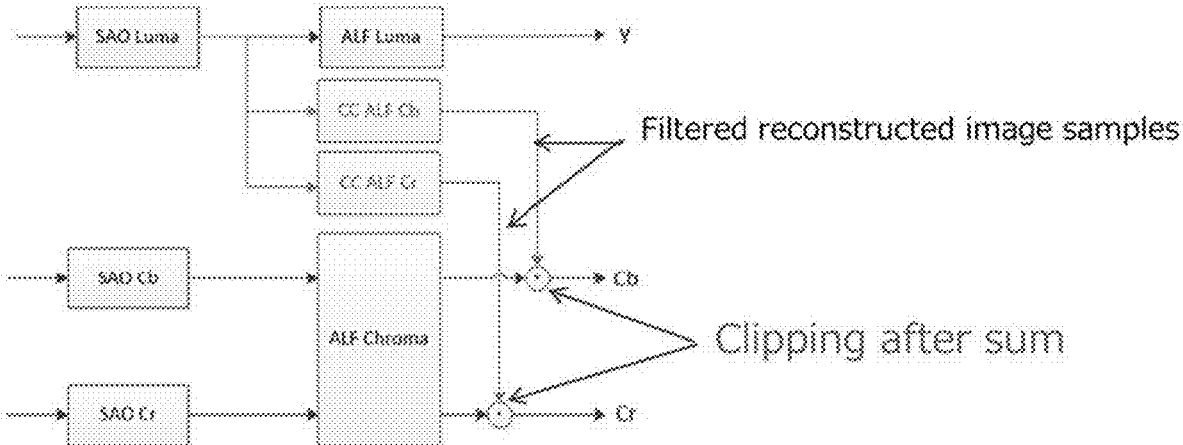 SAO Luma
ALF Luma
Y
CC ALF Cb
Filtered reconstructed image samples
CC ALF Cr
SAO Cb
Cb
ALF Chroma
Clipping after sum
SAO Cr
Cr